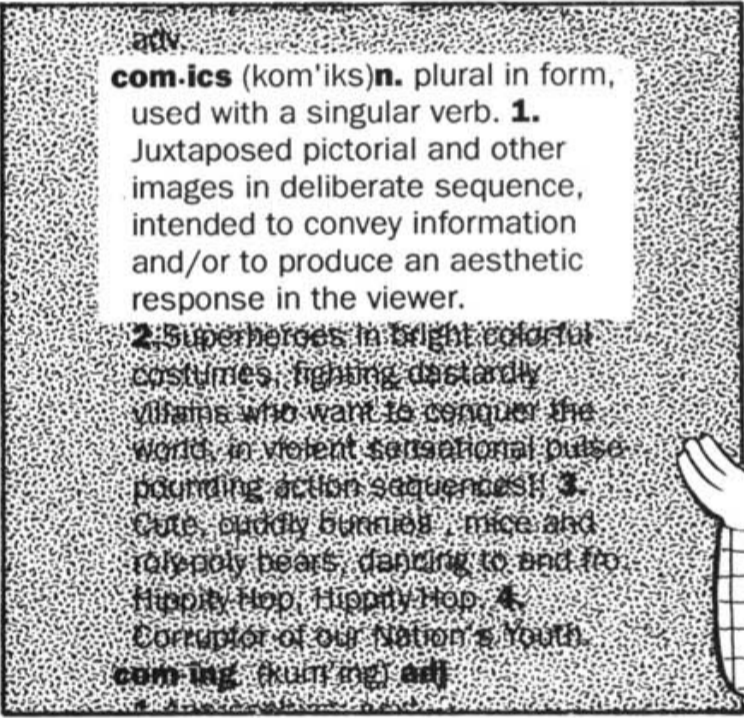 adv.
com·ics (kom'iks)n. plural in form,
used with a singular verb. 1.
Juxtaposed pictorial and other
images in deliberate sequence,
intended to convey information
and/or to produce an aesthetic
response in the viewer.
2.Superheroes in bright colorful
costumes, fighting dastardly
villains who want to conquer the
world, in violent sensational pulse-
pounding action sequences!! 3.
Cute, cuddly bunnies , mice and
roly-poly bears, dancing to and fro.
Hippity-Hop, Hippity-Hop. 4.
Corruptor of our Nation's Youth.
com·ing (kum'ing) adj